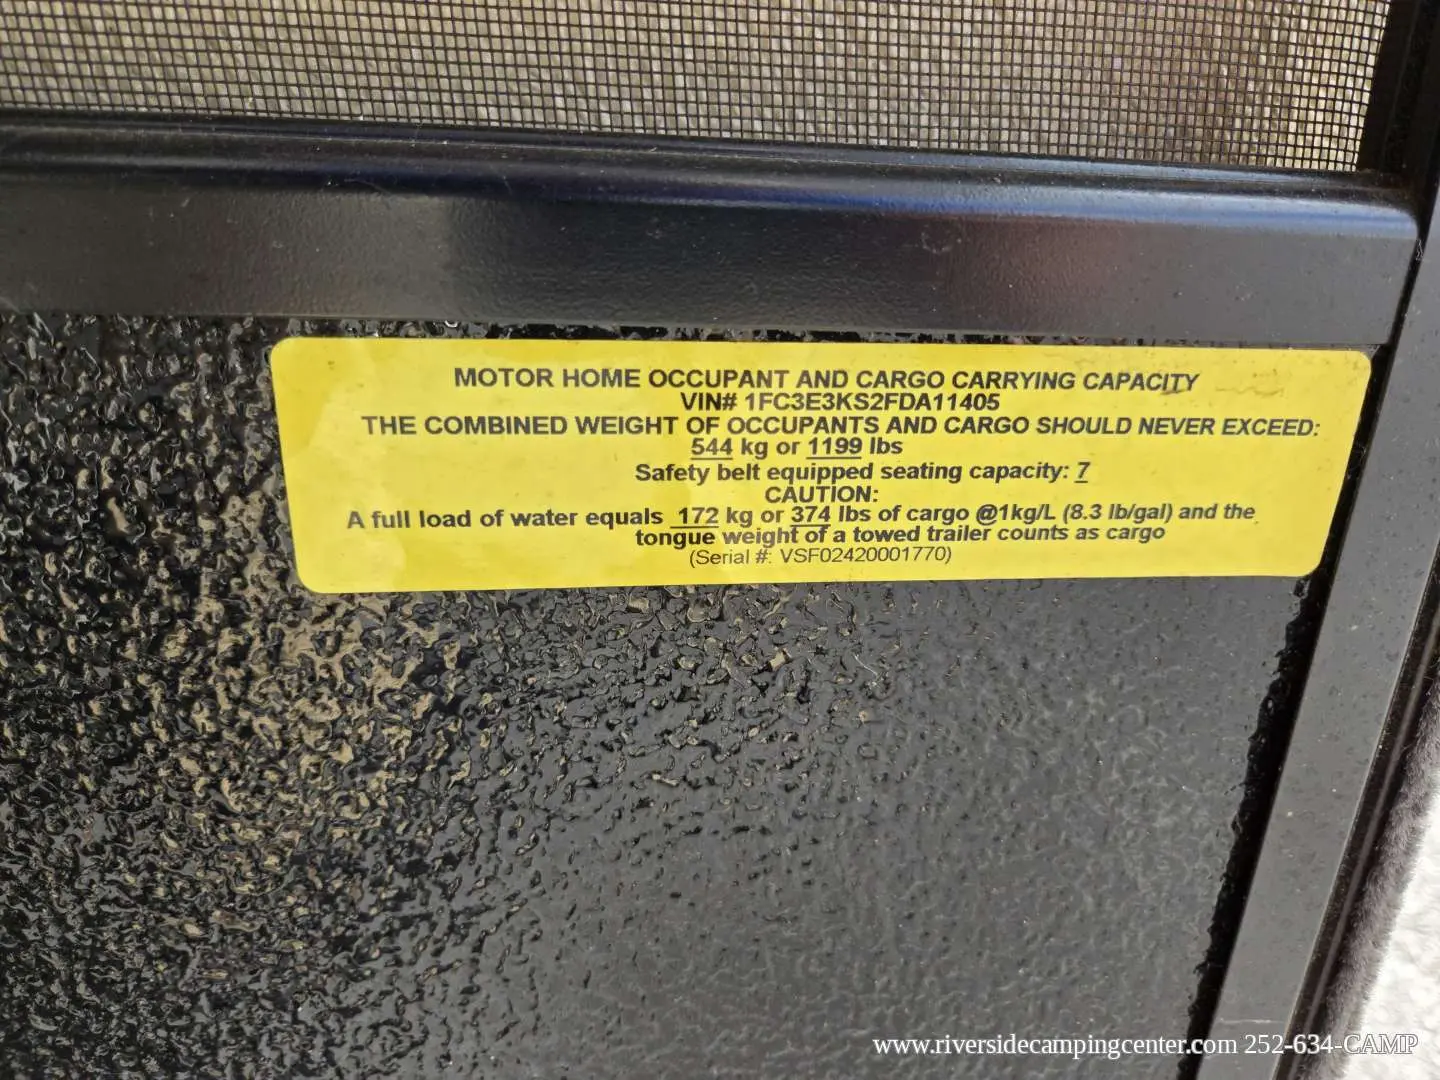 MOTOR HOME OCCUPANT AND CARGO CARRYING CAPACITY
VIN# 1FC3E3KS2FDA11405
THE COMBINED WEIGHT OF OCCUPANTS AND CARGO SHOULD NEVER EXCEED:
544 kg or 1199 lbs
Safety belt equipped seating capacity: 7
CAUTION:
A full load of water equals 172 kg or 374 lbs of cargo @1kg/L (8.3 lb/gal) and the
tongue weight of a towed trailer counts as cargo
(Serial #: VSF02420001770)
www.riversidecampingcenter.com 252-634-CAMP